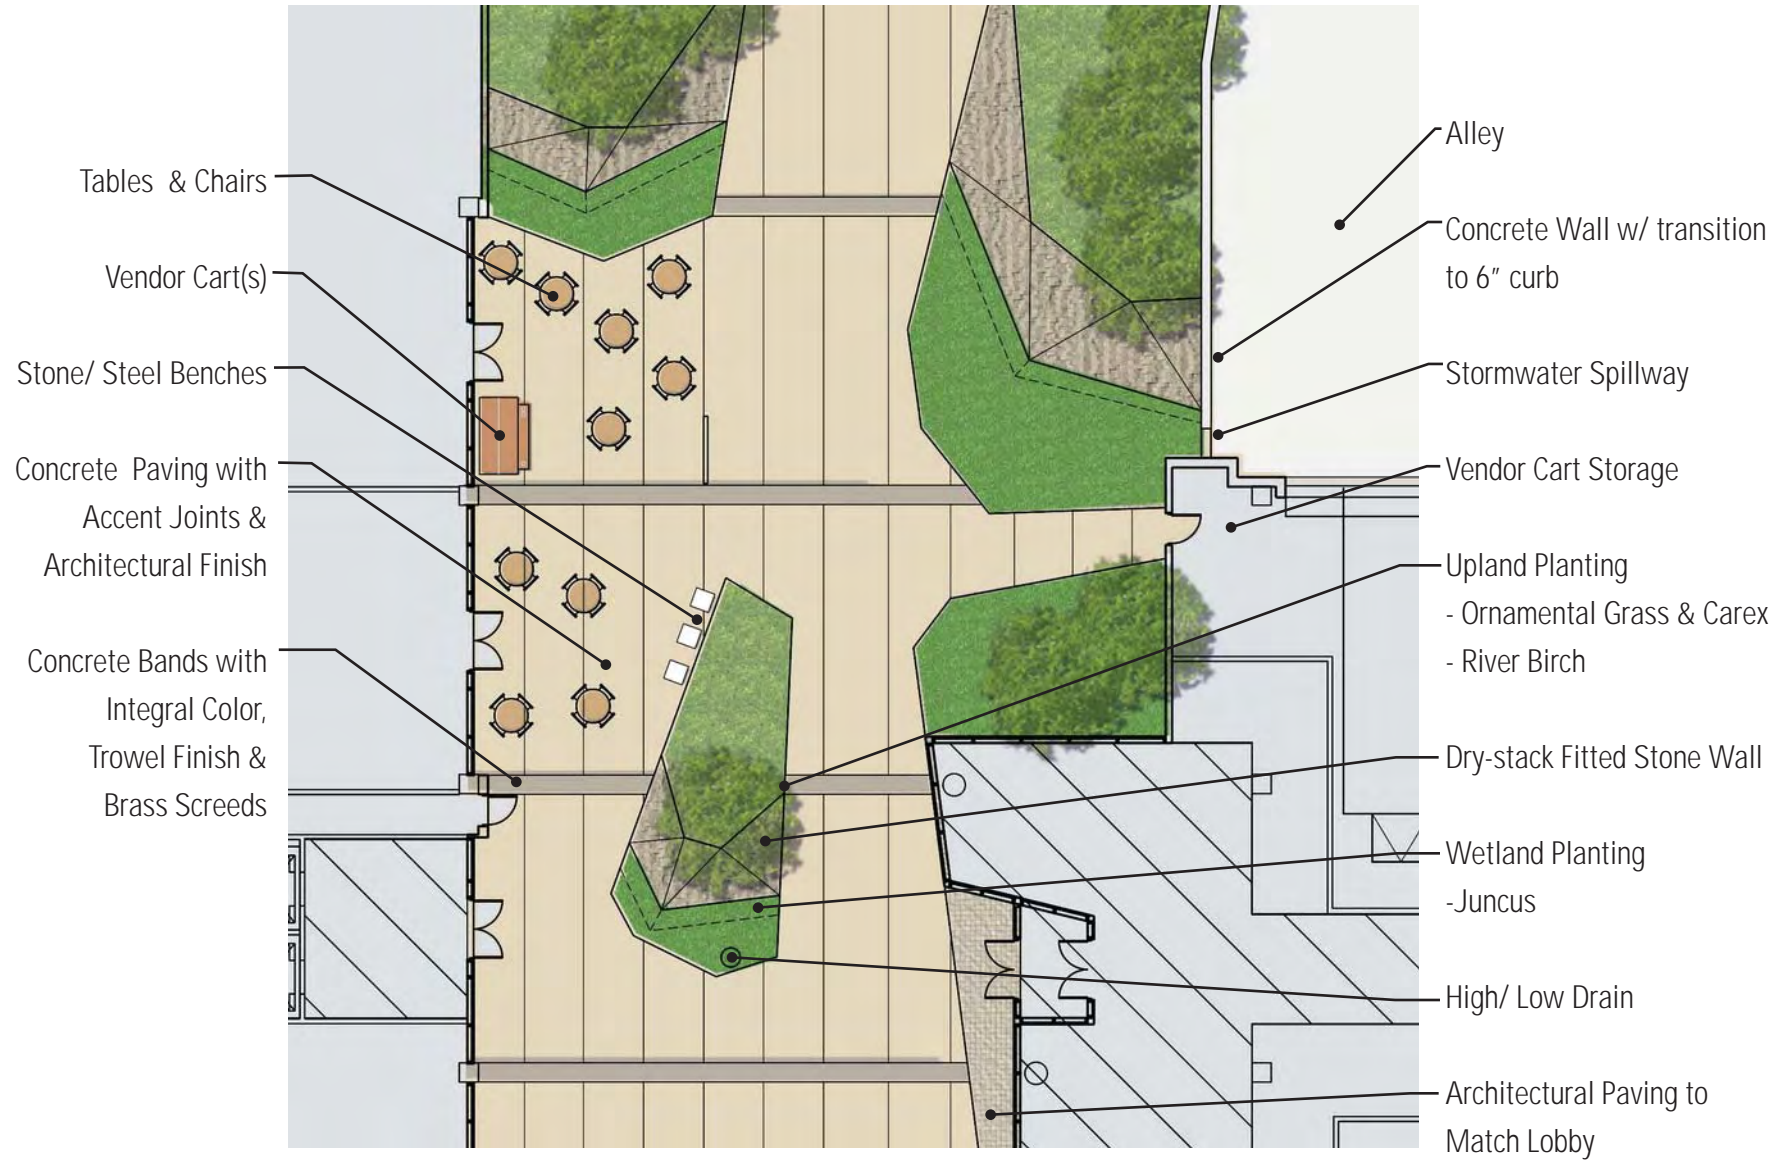 Tables & Chairs
Vendor Cart(s)
Stone/ Steel Benches
Concrete Paving with
Accent Joints &
Architectural Finish
Concrete Bands with
Integral Color,
Trowel Finish &
Brass Screeds
Alley
Concrete Wall w/ transition
to 6" curb
Stormwater Spillway
Vendor Cart Storage
Upland Planting
- Ornamental Grass & Carex
- River Birch
Dry-stack Fitted Stone Wall
Wetland Planting
-Juncus
High/ Low Drain
Architectural Paving to
Match Lobby